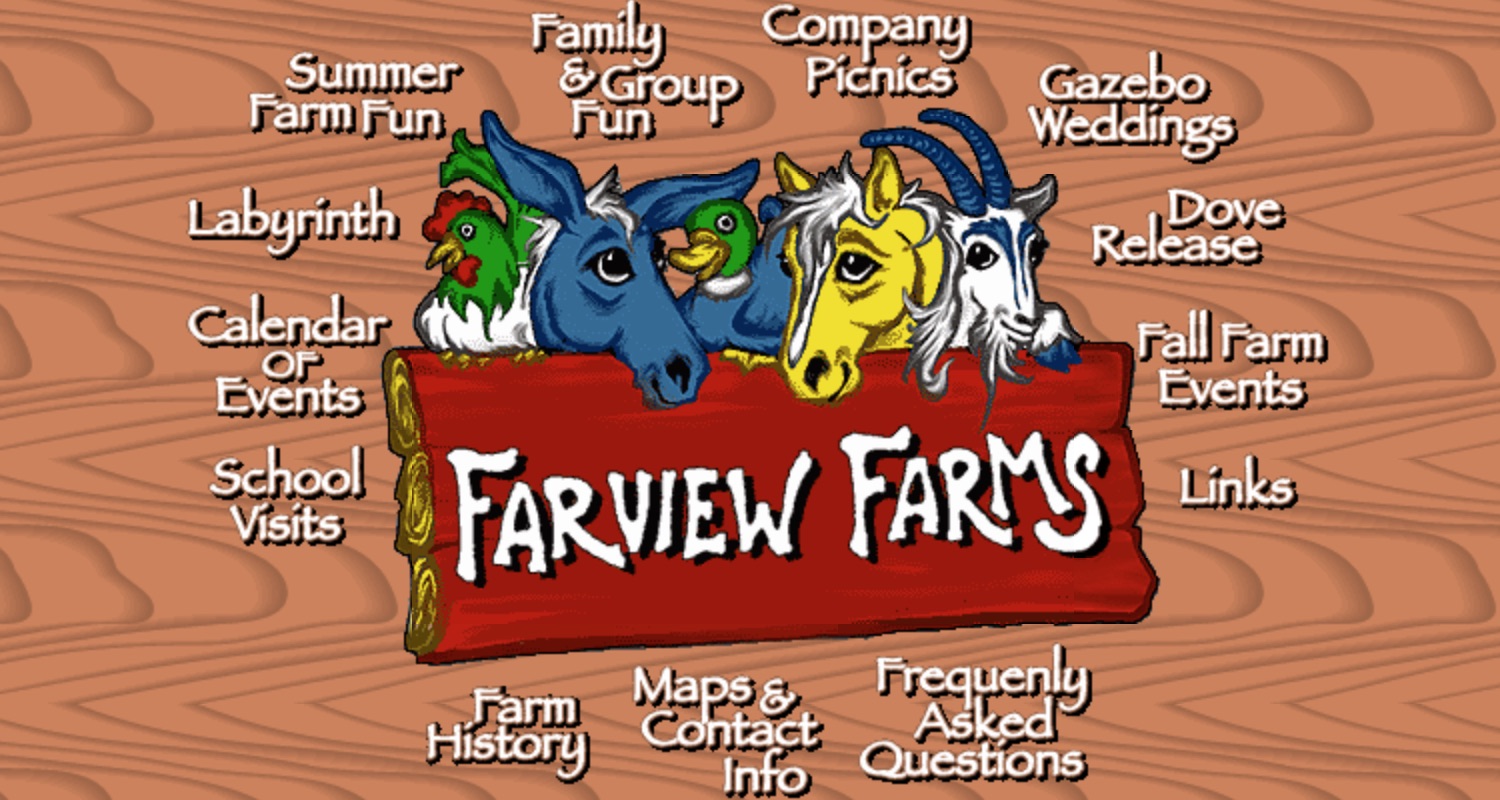 Family
& Group
Fun
Company
Picnics
Summer
Farm Fun
Gazebo
Weddings
Labyrinth
Dove
Release
Calendar
OF
Events
Fall Farm
Events
School
Visits
Links
FARVIEW FARMS
Farm
History
Maps &
Contact
Info
Frequenly
Asked
Questions